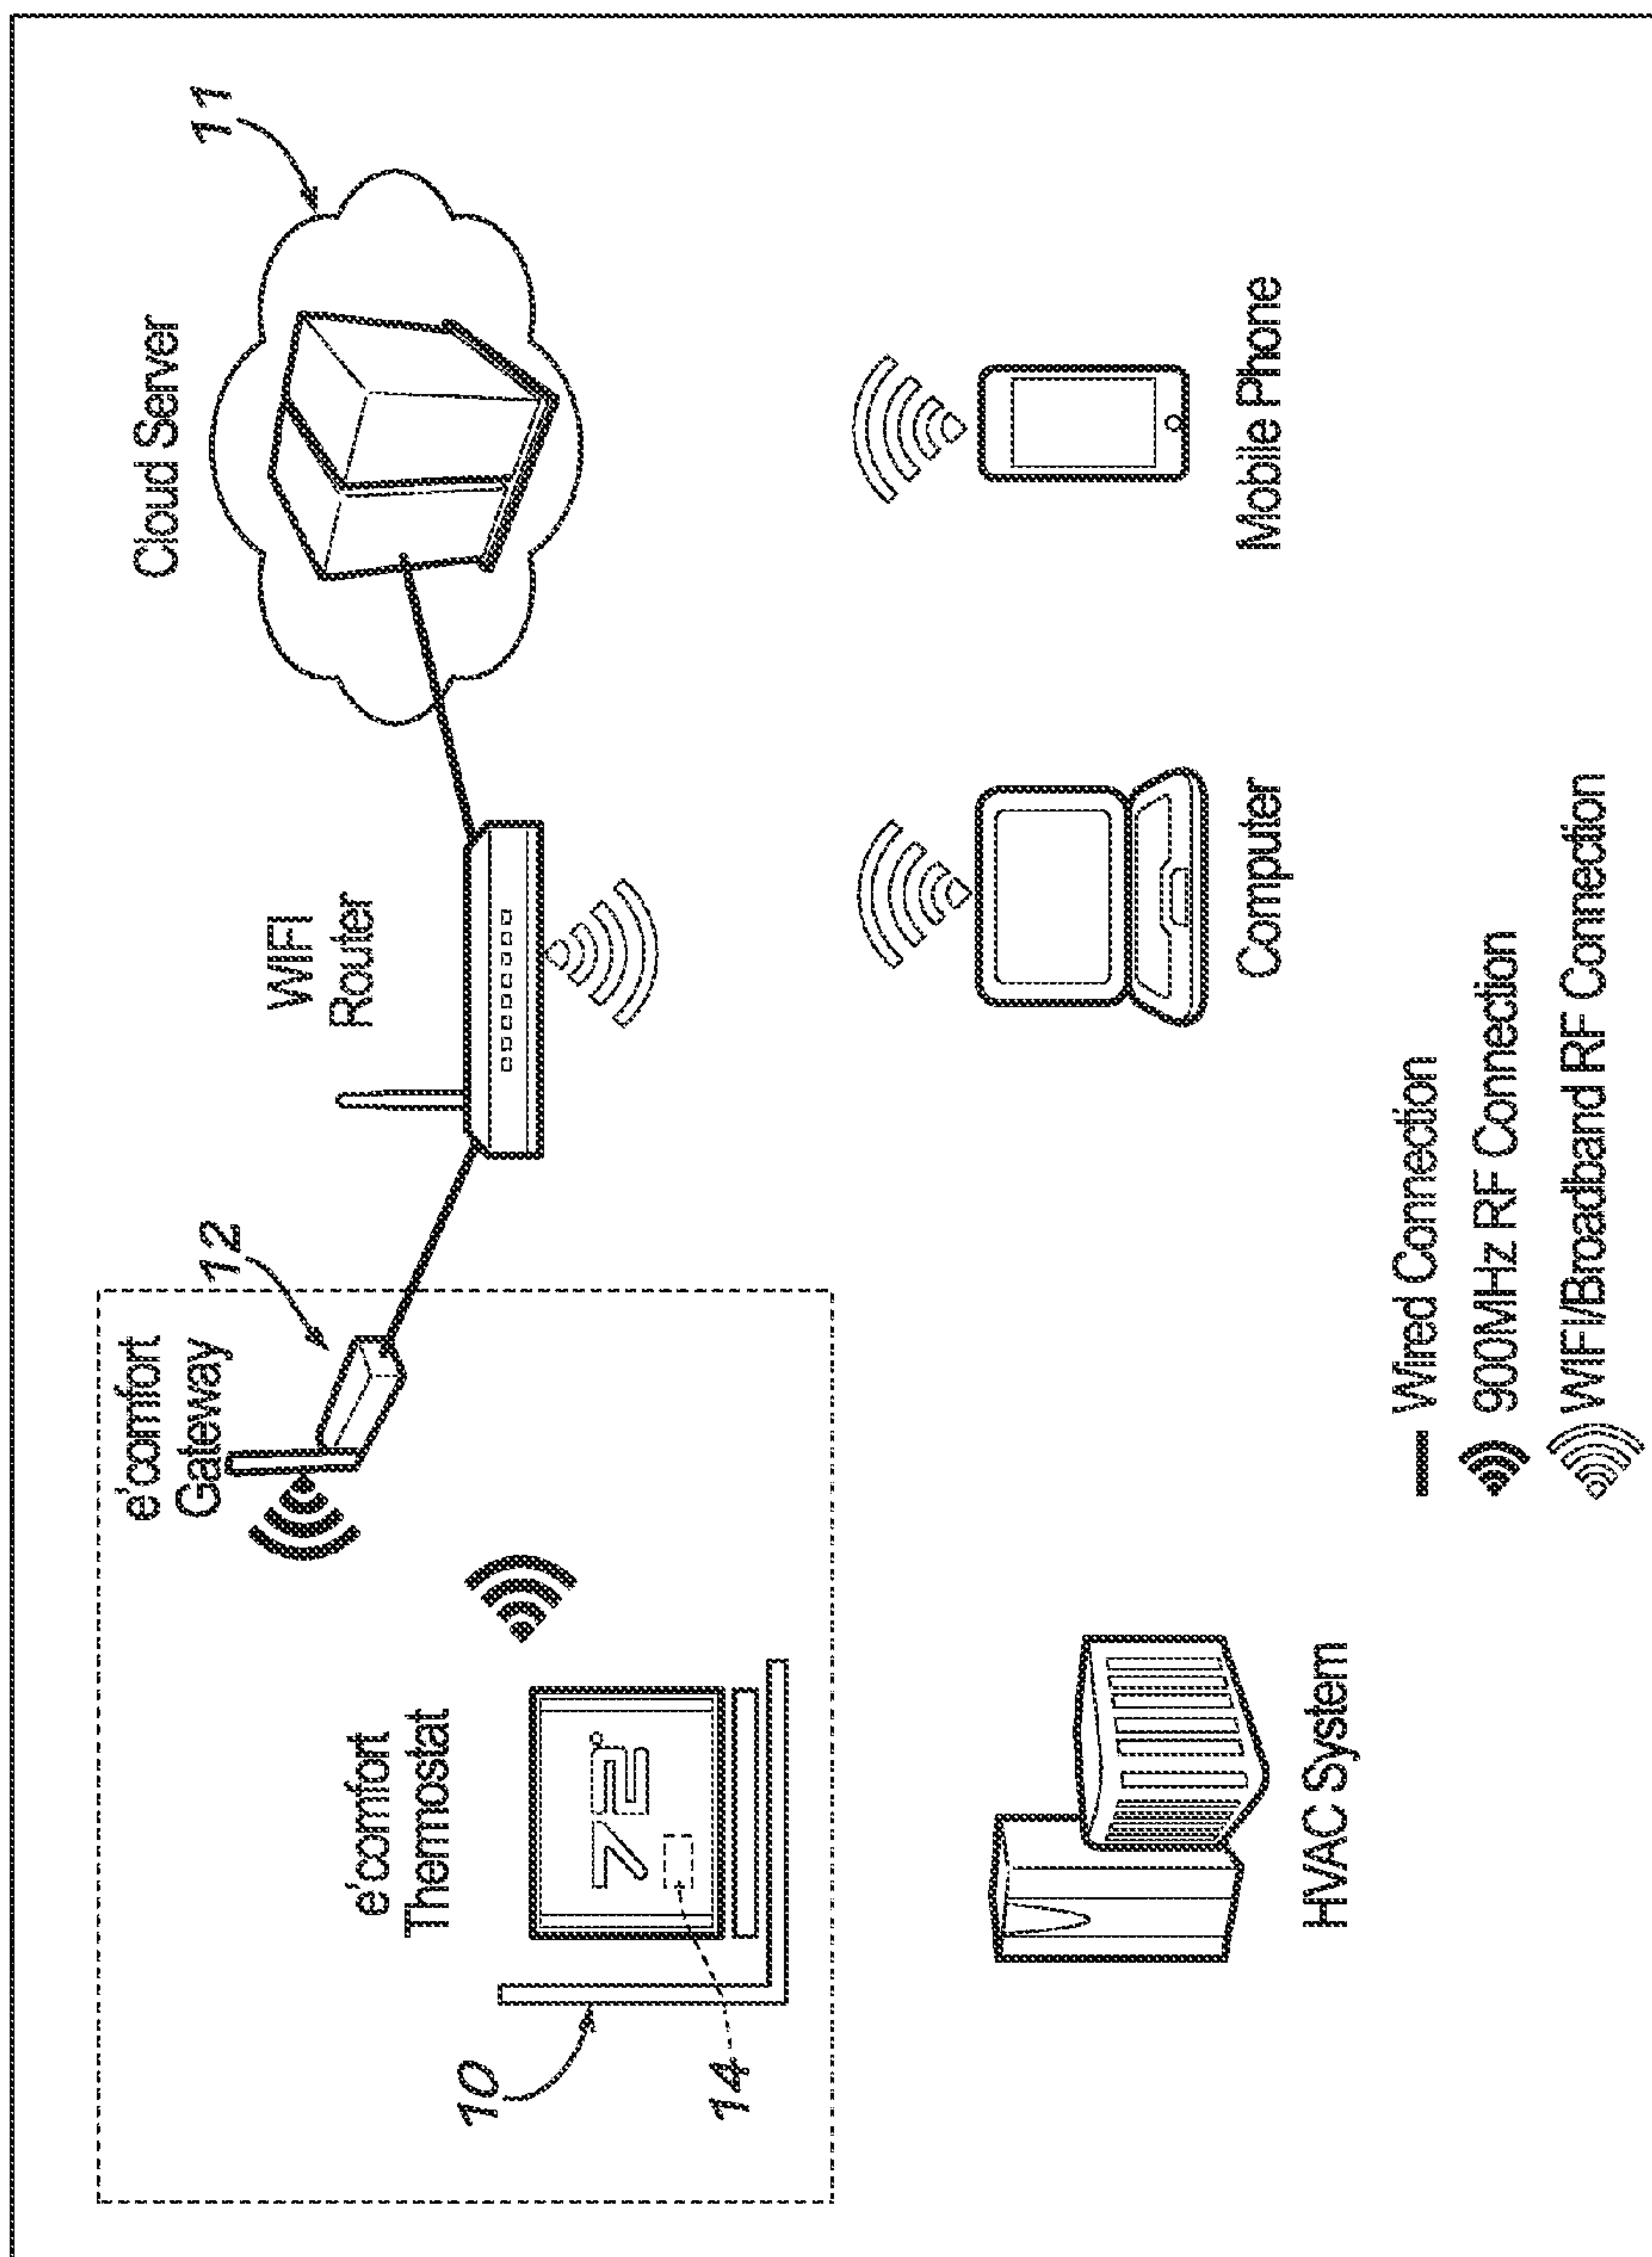 e'comfort
Gateway
12
WIFI
Router
Cloud Server
11
e'comfort
Thermostat
72°
10
14
HVAC System
Computer
Mobile Phone
Wired Connection
900MHz RF Connection
WIFI/Broadband RF Connection